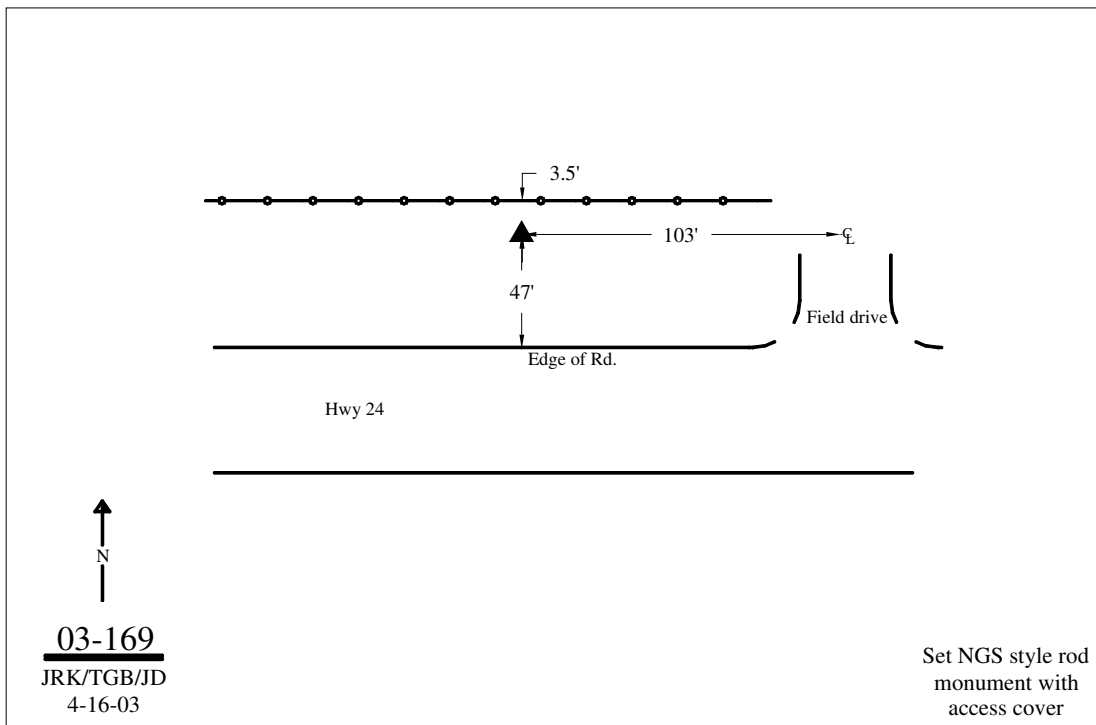 3.5'
103'
℄
47'
Field drive
Edge of Rd.
Hwy 24
N
03-169
JRK/TGB/JD
4-16-03
Set NGS style rod
monument with
access cover